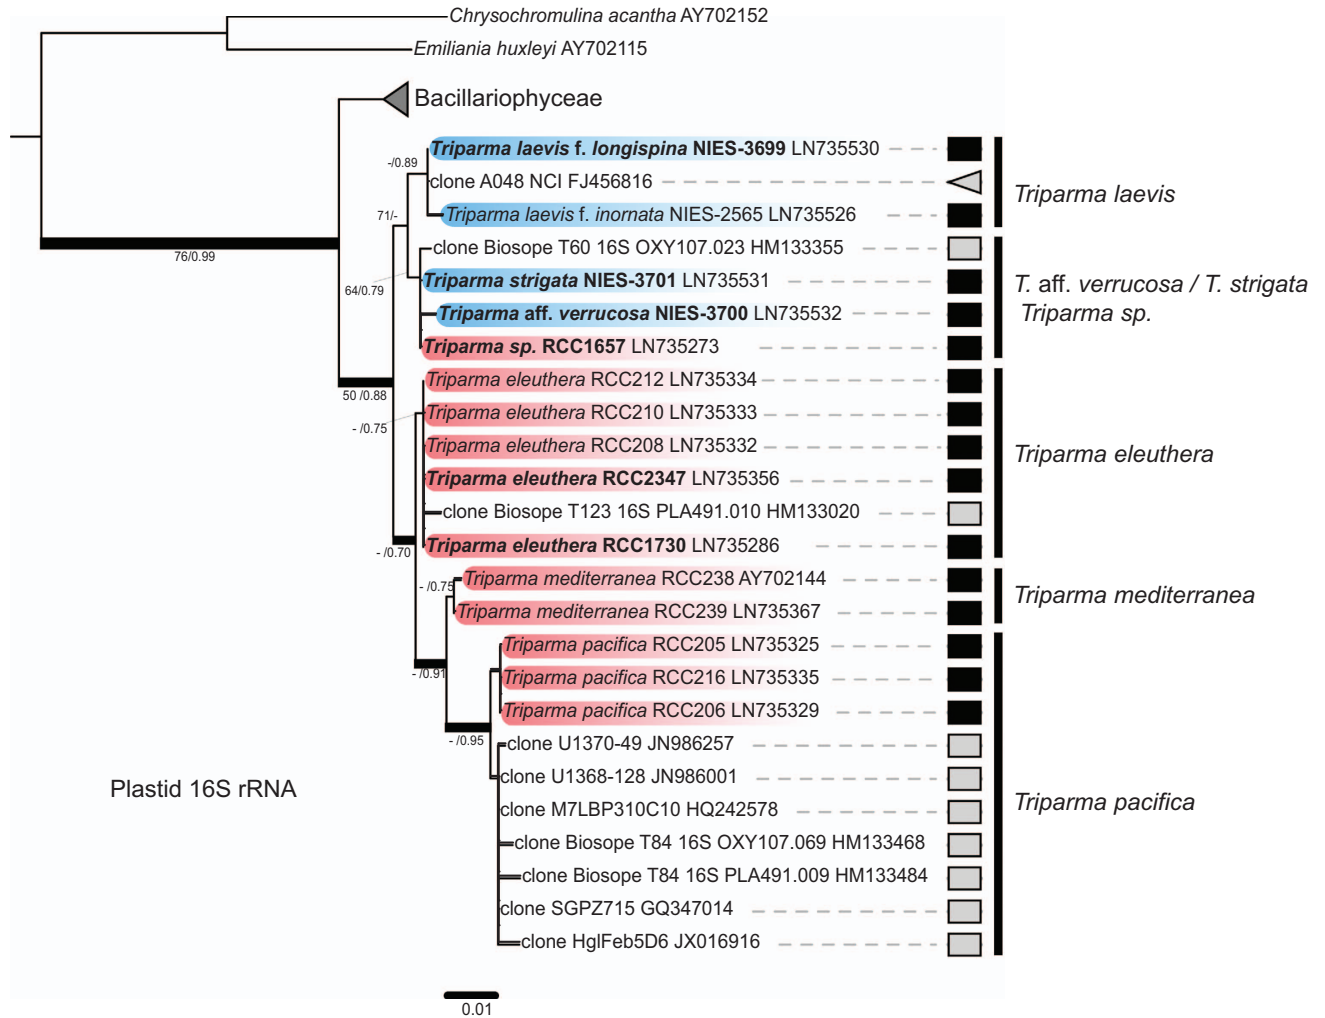 Chrysochromulina acantha AY702152
Emiliania huxleyi AY702115
Bacillariophyceae
Triparma laevis f. longispina NIES-3699 LN735530
-/0.89
clone A048 NCI FJ456816
Triparma laevis
Triparma laevis f. inornata NIES-2565 LN735526
71/-
clone Biosope T60 16S OXY107.023 HM133355
76/0.99
Triparma strigata NIES-3701 LN735531
T. aff. verrucosa / T. strigata
64/0.79
Triparma aff. verrucosa NIES-3700 LN735532
Triparma sp.
Triparma sp. RCC1657 LN735273
Triparma eleuthera RCC212 LN735334
50 /0.88
Triparma eleuthera RCC210 LN735333
- /0.75
Triparma eleuthera RCC208 LN735332
Triparma eleuthera
Triparma eleuthera RCC2347 LN735356
clone Biosope T123 16S PLA491.010 HM133020
Triparma eleuthera RCC1730 LN735286
- /0.70
Triparma mediterranea RCC238 AY702144
- /0.75
Triparma mediterranea
Triparma mediterranea RCC239 LN735367
Triparma pacifica RCC205 LN735325
- /0.91
Triparma pacifica RCC216 LN735335
Triparma pacifica RCC206 LN735329
- /0.95
clone U1370-49 JN986257
clone U1368-128 JN986001
Plastid 16S rRNA
Triparma pacifica
clone M7LBP310C10 HQ242578
clone Biosope T84 16S OXY107.069 HM133468
clone Biosope T84 16S PLA491.009 HM133484
clone SGPZ715 GQ347014
clone HglFeb5D6 JX016916
0.01